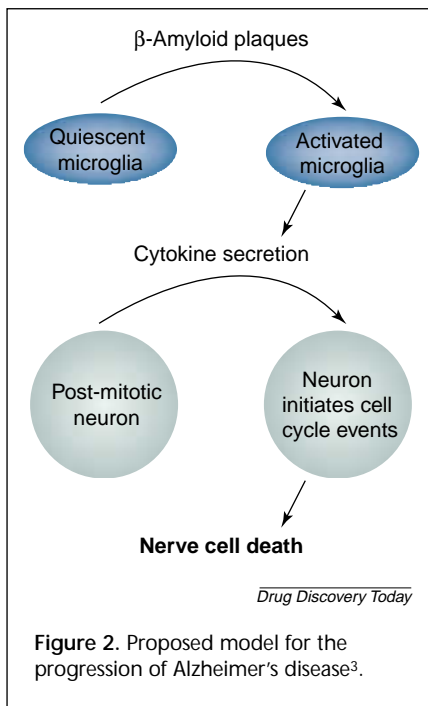 β-Amyloid plaques
Quiescent
microglia
Activated
microglia
Cytokine secretion
Post-mitotic
neuron
Neuron
initiates cell
cycle events
Nerve cell death
Drug Discovery Today
Figure 2. Proposed model for the
progression of Alzheimer's disease³.